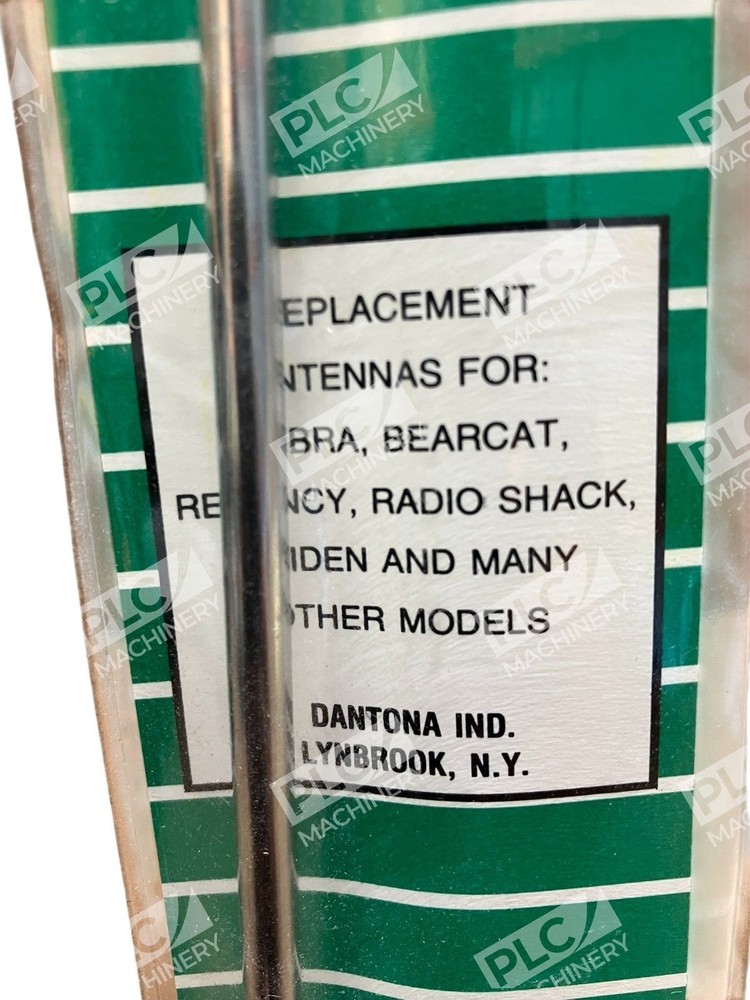 EPLACEMENT
NTENNAS FOR:
BRA, BEARCAT,
RE NCY, RADIO SHACK,
IDEN AND MANY
OTHER MODELS
DANTONA IND.
LYNBROOK, N.Y.
PLC MACHINERY